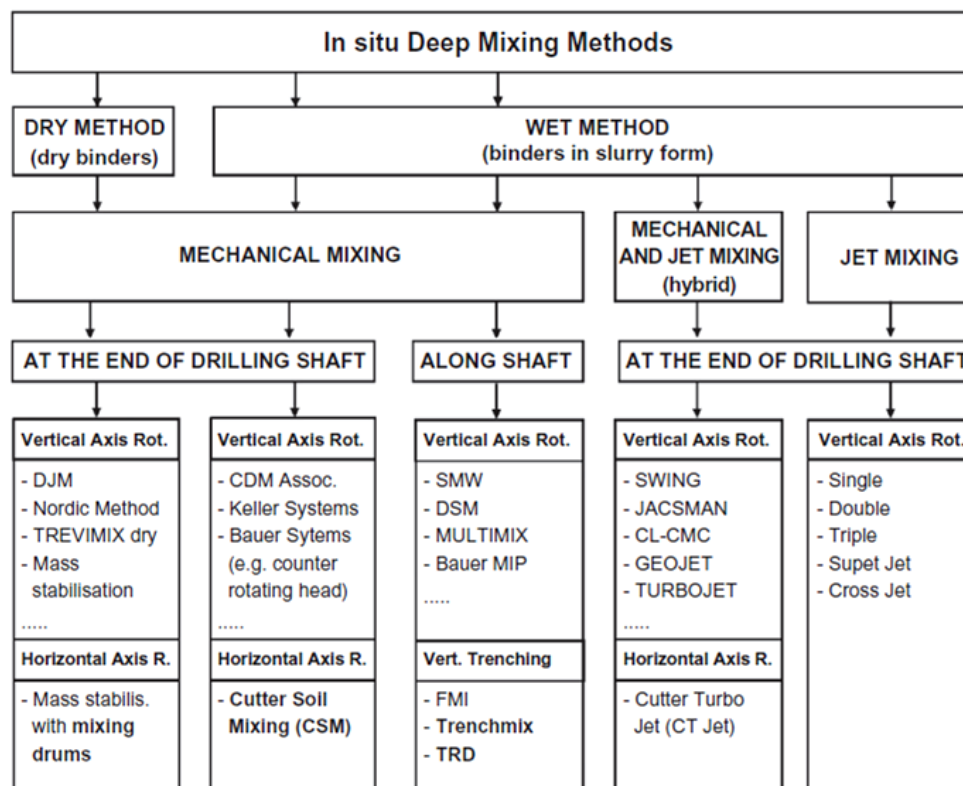 In situ Deep Mixing Methods
DRY METHOD
(dry binders)
WET METHOD
(binders in slurry form)
MECHANICAL MIXING
MECHANICAL
AND JET MIXING
(hybrid)
JET MIXING
AT THE END OF DRILLING SHAFT
ALONG SHAFT
AT THE END OF DRILLING SHAFT
Vertical Axis Rot.
- DJM
- Nordic Method
- TREVIMIX dry
- Mass
stabilisation
.....
Horizontal Axis R.
- Mass stabilis.
with mixing
drums
Vertical Axis Rot.
- CDM Assoc.
- Keller Systems
- Bauer Sytems
(e.g. counter
rotating head)
.....
Horizontal Axis R.
- Cutter Soil
Mixing (CSM)
Vertical Axis Rot.
- SMW
- DSM
- MULTIMIX
- Bauer MIP
.....
Vert. Trenching
- FMI
- Trenchmix
- TRD
Vertical Axis Rot.
- SWING
- JACSMAN
- CL-CMC
- GEOJET
- TURBOJET
.....
Horizontal Axis R.
- Cutter Turbo
Jet (CT Jet)
Vertical Axis Rot.
- Single
- Double
- Triple
- Supet Jet
- Cross Jet